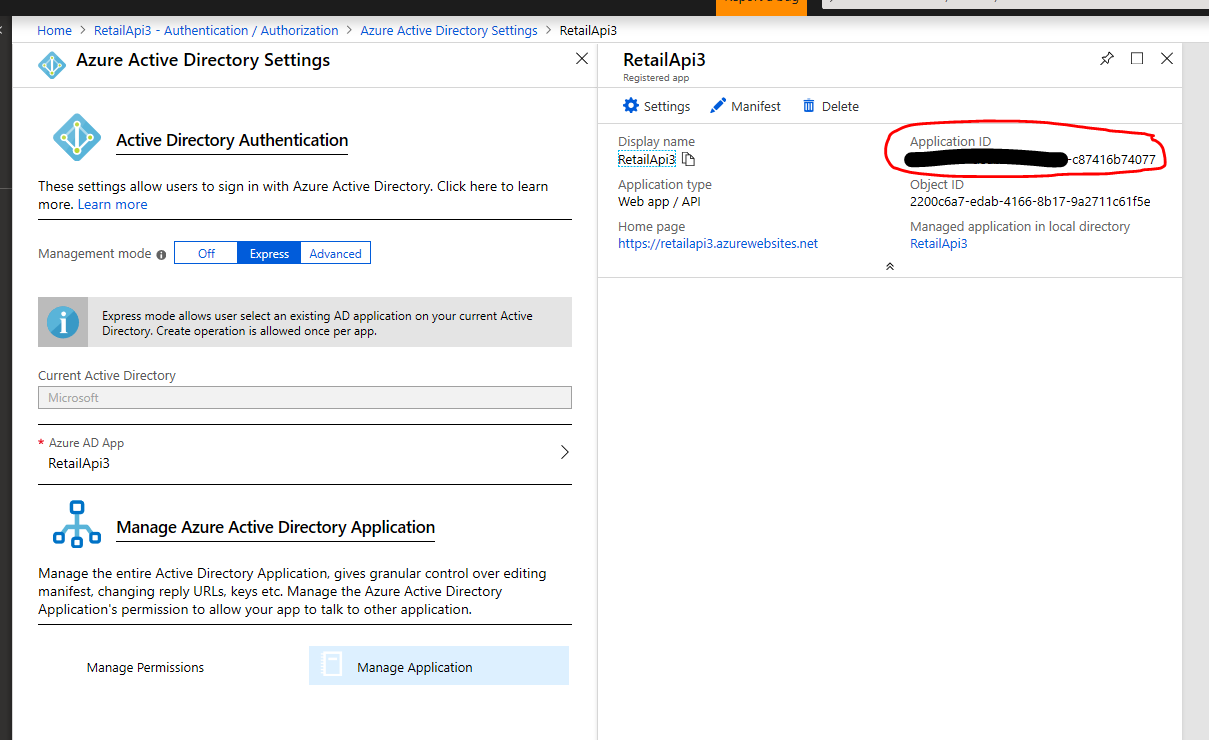 Report a bug
Home > RetailApi3 - Authentication / Authorization > Azure Active Directory Settings > RetailApi3
Azure Active Directory Settings
Active Directory Authentication
These settings allow users to sign in with Azure Active Directory. Click here to learn
more. Learn more
Management mode
Off
Express
Advanced
Express mode allows user select an existing AD application on your current Active
Directory. Create operation is allowed once per app.
Current Active Directory
Microsoft
* Azure AD App
RetailApi3
Manage Azure Active Directory Application
Manage the entire Active Directory Application, gives granular control over editing
manifest, changing reply URLs, keys etc. Manage the Azure Active Directory
Application's permission to allow your app to talk to other application.
Manage Permissions
Manage Application
RetailApi3
Registered app
Settings
Manifest
Delete
Display name
RetailApi3
Application type
Web app / API
Home page
https://retailapi3.azurewebsites.net
Application ID
-c87416b74077
Object ID
2200c6a7-edab-4166-8b17-9a2711c61f5e
Managed application in local directory
RetailApi3